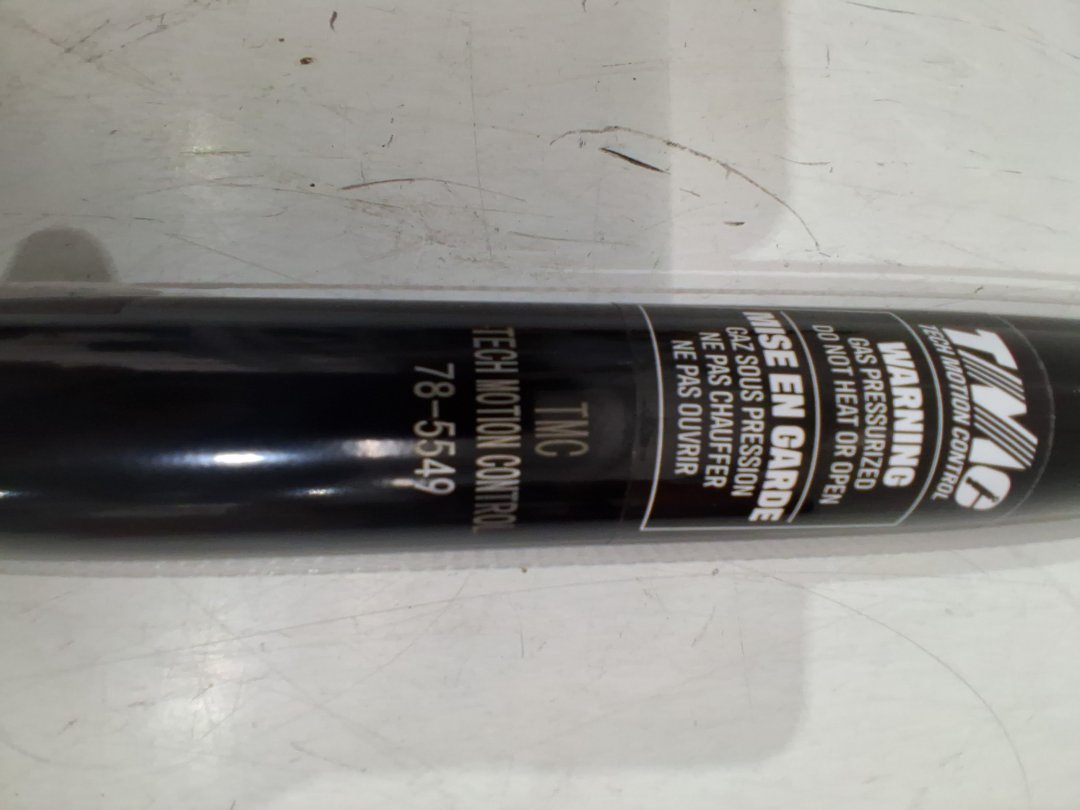 TMC
TECH MOTION CONTROL
WARNING
GAS PRESSURIZED
DO NOT HEAT OR OPEN
MISE EN GARDE
GAZ SOUS PRESSION
NE PAS CHAUFFER
NE PAS OUVRIR
TMC
TECH MOTION CONTROL
78-5549